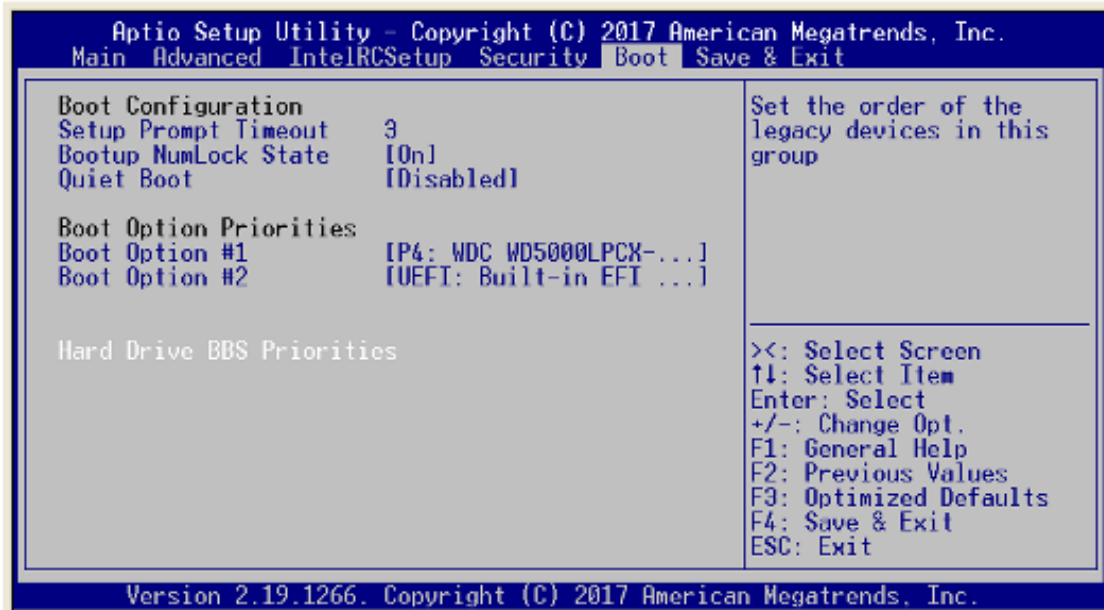 Aptio Setup Utility - Copyright (C) 2017 American Megatrends, Inc.
Main Advanced IntelRCSetup Security Boot Save & Exit
Boot Configuration
Setup Prompt Timeout 3
Bootup NumLock State [On]
Quiet Boot [Disabled]
Boot Option Priorities
Boot Option #1 [P4: WDC WD5000LPCX-...]
Boot Option #2 [UEFI: Built-in EFI ...]
Hard Drive BBS Priorities
Set the order of the
legacy devices in this
group
><: Select Screen
↑↓: Select Item
Enter: Select
+/-: Change Opt.
F1: General Help
F2: Previous Values
F3: Optimized Defaults
F4: Save & Exit
ESC: Exit
Version 2.19.1266. Copyright (C) 2017 American Megatrends, Inc.